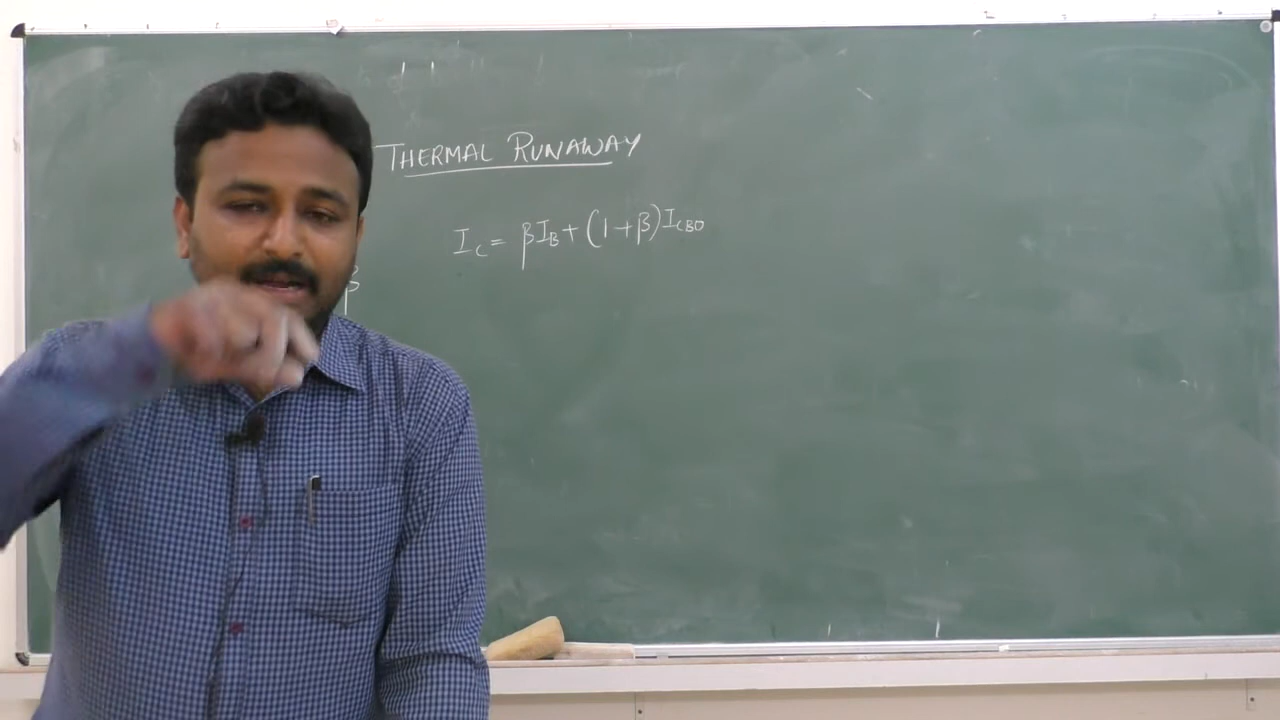 THERMAL RUNAWAY
I_C = βI_B + (1+β)I_CBO
β